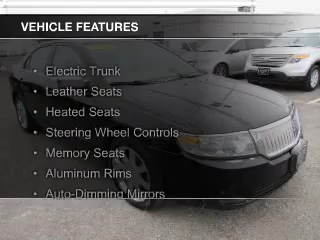 VEHICLE FEATURES
• Electric Trunk
• Leather Seats
• Heated Seats
• Steering Wheel Controls
• Memory Seats
• Aluminum Rims
• Auto-Dimming Mirrors